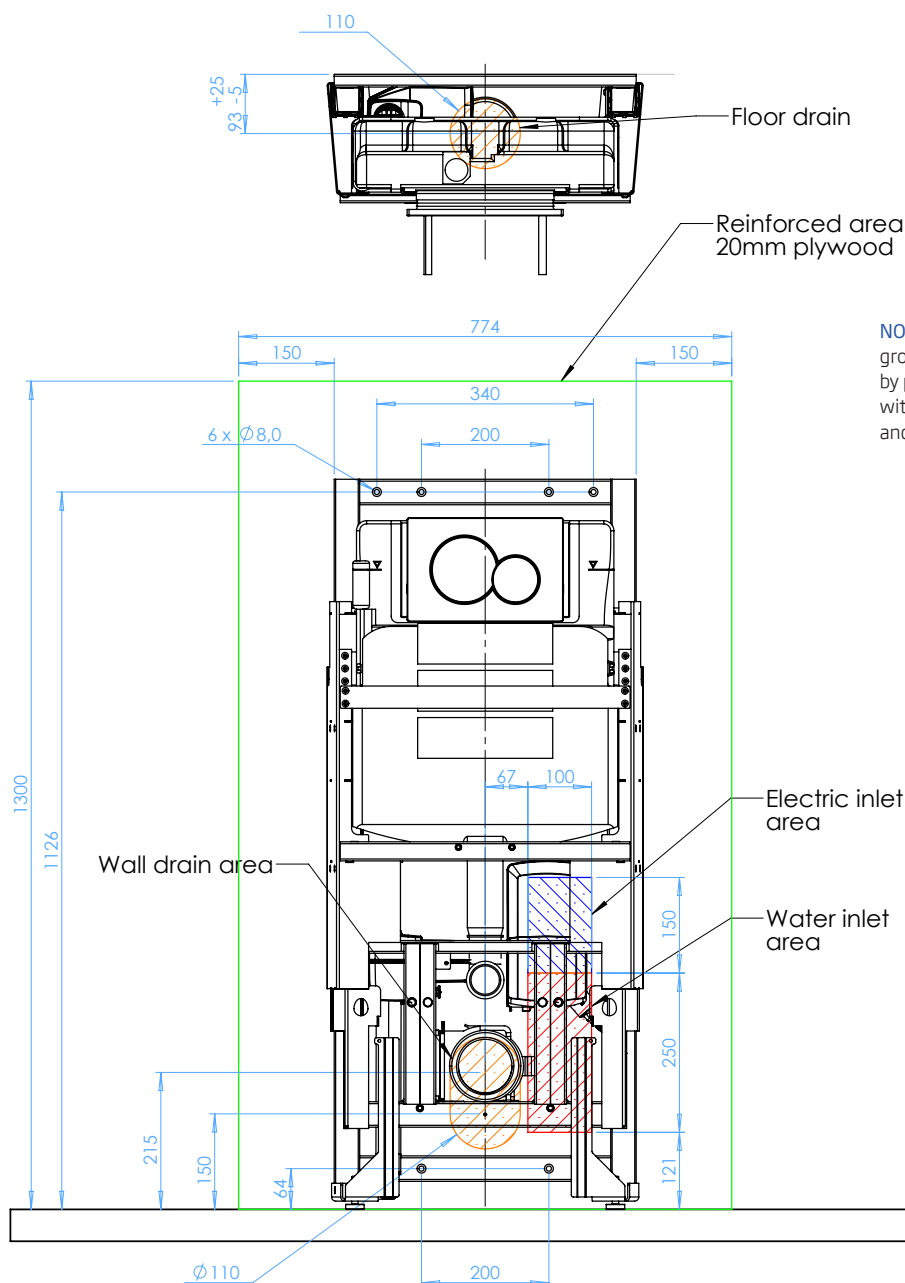 110
+25
93 -5
Floor drain
Reinforced area
20mm plywood
774
150
150
NO
gro
by p
wit
and
340
6 x Ø8,0
200
1300
1126
67
100
Electric inlet
area
Wall drain area
150
Water inlet
area
250
215
150
64
121
Ø110
200